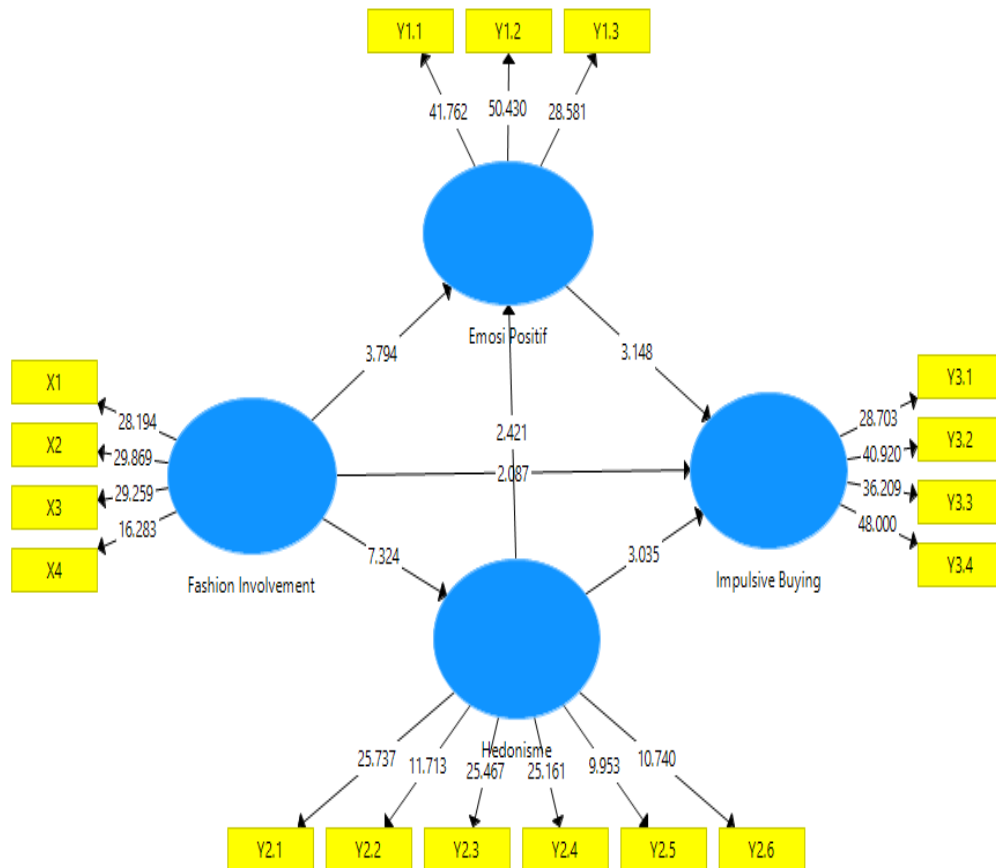 Y1.1 Y1.2 Y1.3
41.762 50.430 28.581
Emosi Positif
3.794
3.148
2.421
2.087
X1
X2
X3
X4
28.194
29.869
29.259
16.283
Fashion Involvement
7.324
3.035
Y3.1
Y3.2
Y3.3
Y3.4
28.703
40.920
36.209
48.000
Impulsive Buying
Hedonisme
25.737 11.713 25.467 25.161 9.953 10.740
Y2.1 Y2.2 Y2.3 Y2.4 Y2.5 Y2.6